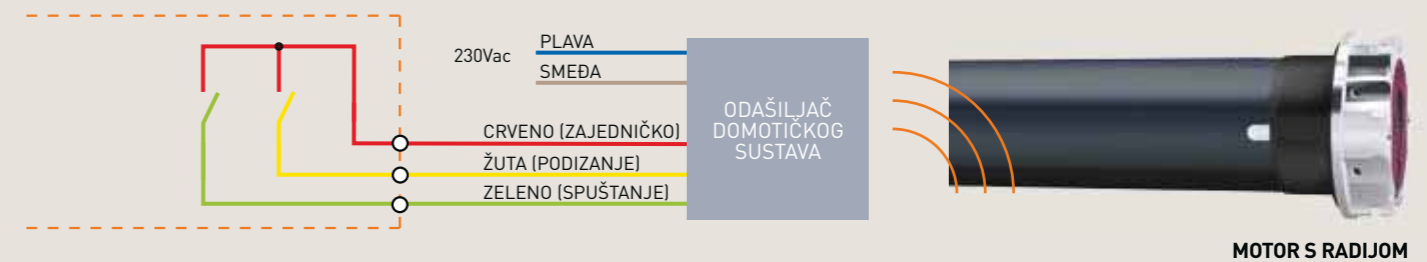 230Vac
PLAVA
SMEĐA
CRVENO (ZAJEDNIČKO)
ŽUTA (PODIZANJE)
ZELENO (SPUŠTANJE)
ODAŠILJAČ
DOMOTIČKOG
SUSTAVA
MOTOR S RADIJOM